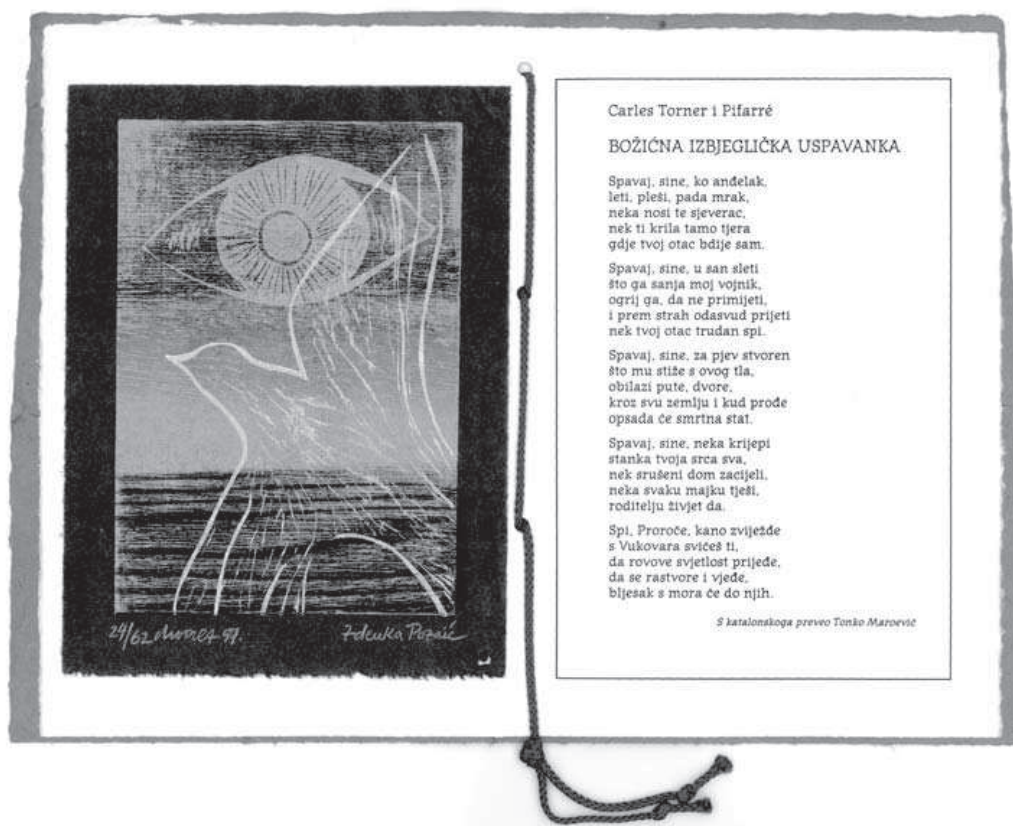 24/62 drvorez 97.
Zdenka Pozaić
Carles Torner i Pifarré
BOŽIĆNA IZBJEGLIČKA USPAVANKA
Spavaj, sine, ko anđelak,
leti, pleši, pada mrak,
neka nosi te sjeverac,
nek ti krila tamo tjera
gdje tvoj otac bdije sam.
Spavaj, sine, u san sleti
što ga sanja moj vojnik,
ogrij ga, da ne primijeti,
i prem strah odasvud prijeti
nek tvoj otac trudan spi.
Spavaj, sine, za pjev stvoren
što mu stiže s ovog tla,
obilazi pute, dvore,
kroz svu zemlju i kud prođe
opsada će smrtna stat.
Spavaj, sine, neka krijepi
stanka tvoja srca sva,
nek srušeni dom zacijeli,
neka svaku majku tješi,
roditelju živjet da.
Spi, Proroče, kano zviježđe
s Vukovara svićeš ti,
da rovove svjetlost prijeđe,
da se rastvore i vjeđe,
bljesak s mora će do njih.
S katalonskoga preveo Tonko Maroević